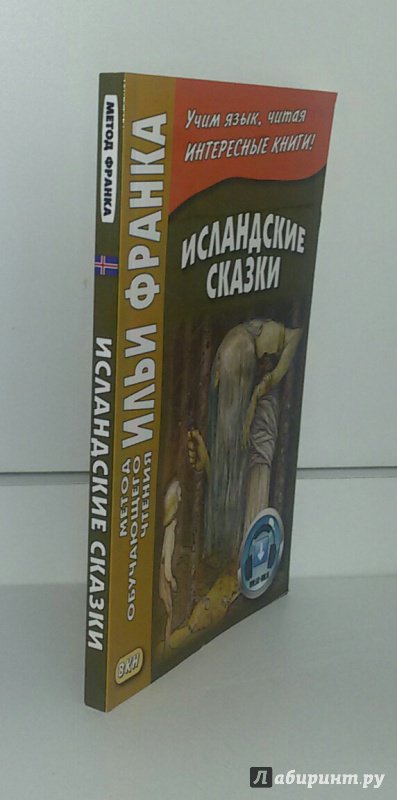 МЕТОД ФРАНКА
ИСЛАНДСКИЕ СКАЗКИ
МЕТОД
ОБУЧАЮЩЕГО
ЧТЕНИЯ
ИЛЬИ ФРАНКА
ВКН
Учим язык, читая
ИНТЕРЕСНЫЕ КНИГИ!
ИСЛАНДСКИЕ
СКАЗКИ
Лабиринт.ру